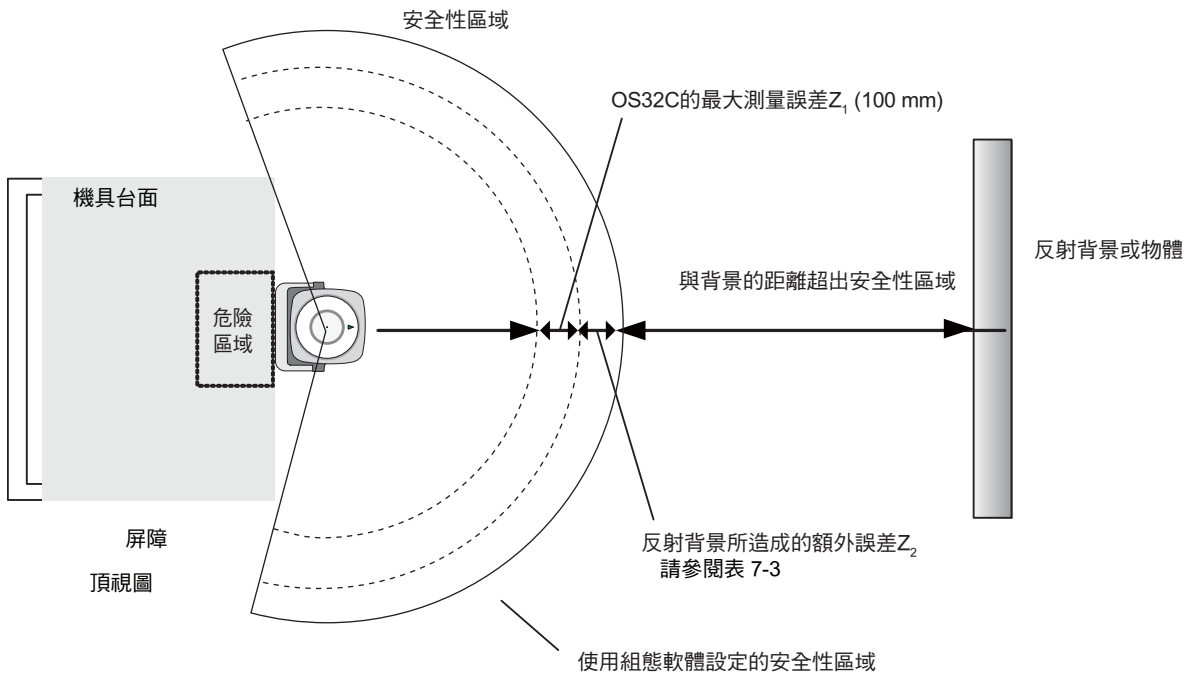 安全性區域
OS32C的最大測量誤差Z₁ (100 mm)
機具台面
反射背景或物體
與背景的距離超出安全性區域
危險
區域
屏障
反射背景所造成的額外誤差Z₂
請參閱表 7-3
頂視圖
使用組態軟體設定的安全性區域